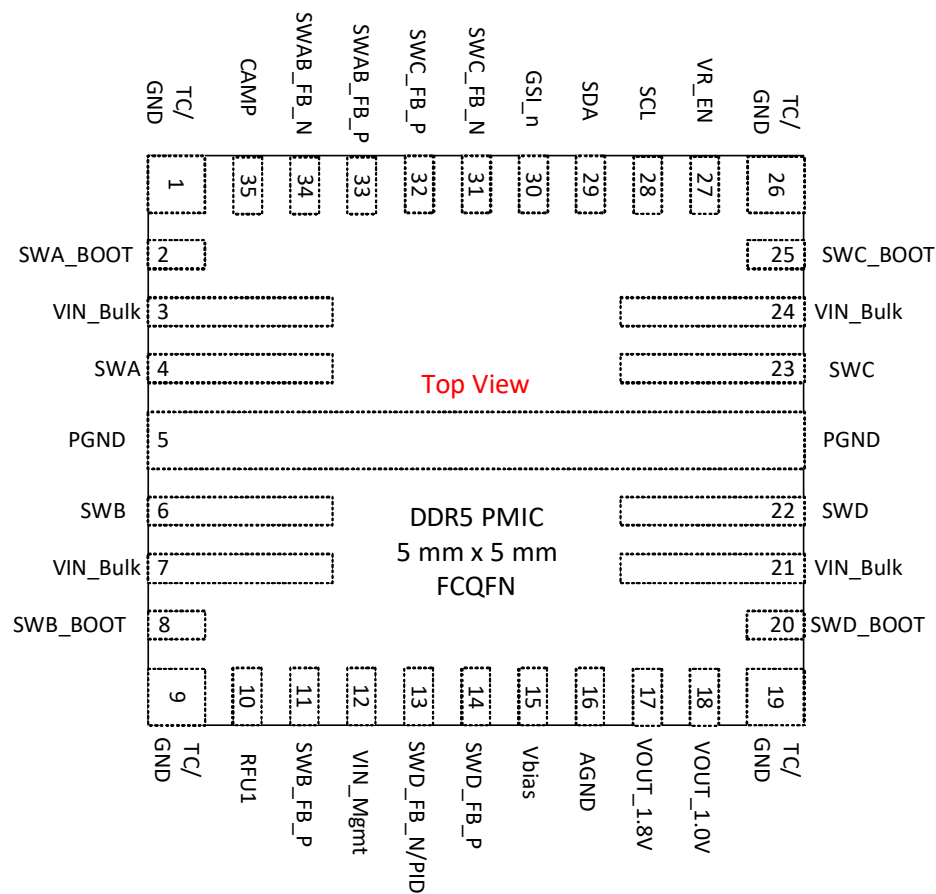 TC/
GND
CAMP
SWAB_FB_N
SWAB_FB_P
SWC_FB_P
SWC_FB_N
GSI_n
SDA
SCL
VR_EN
TC/
GND
1
35
34
33
32
31
30
29
28
27
26
SWA_BOOT
2
25
SWC_BOOT
VIN_Bulk
3
24
VIN_Bulk
SWA
4
23
SWC
Top View
PGND
5
PGND
SWB
6
22
SWD
DDR5 PMIC
5 mm x 5 mm
FCQFN
VIN_Bulk
7
21
VIN_Bulk
SWB_BOOT
8
20
SWD_BOOT
9
10
11
12
13
14
15
16
17
18
19
TC/
GND
RFU1
SWB_FB_P
VIN_Mgmt
SWD_FB_N/PID
SWD_FB_P
Vbias
AGND
VOUT_1.8V
VOUT_1.0V
TC/
GND